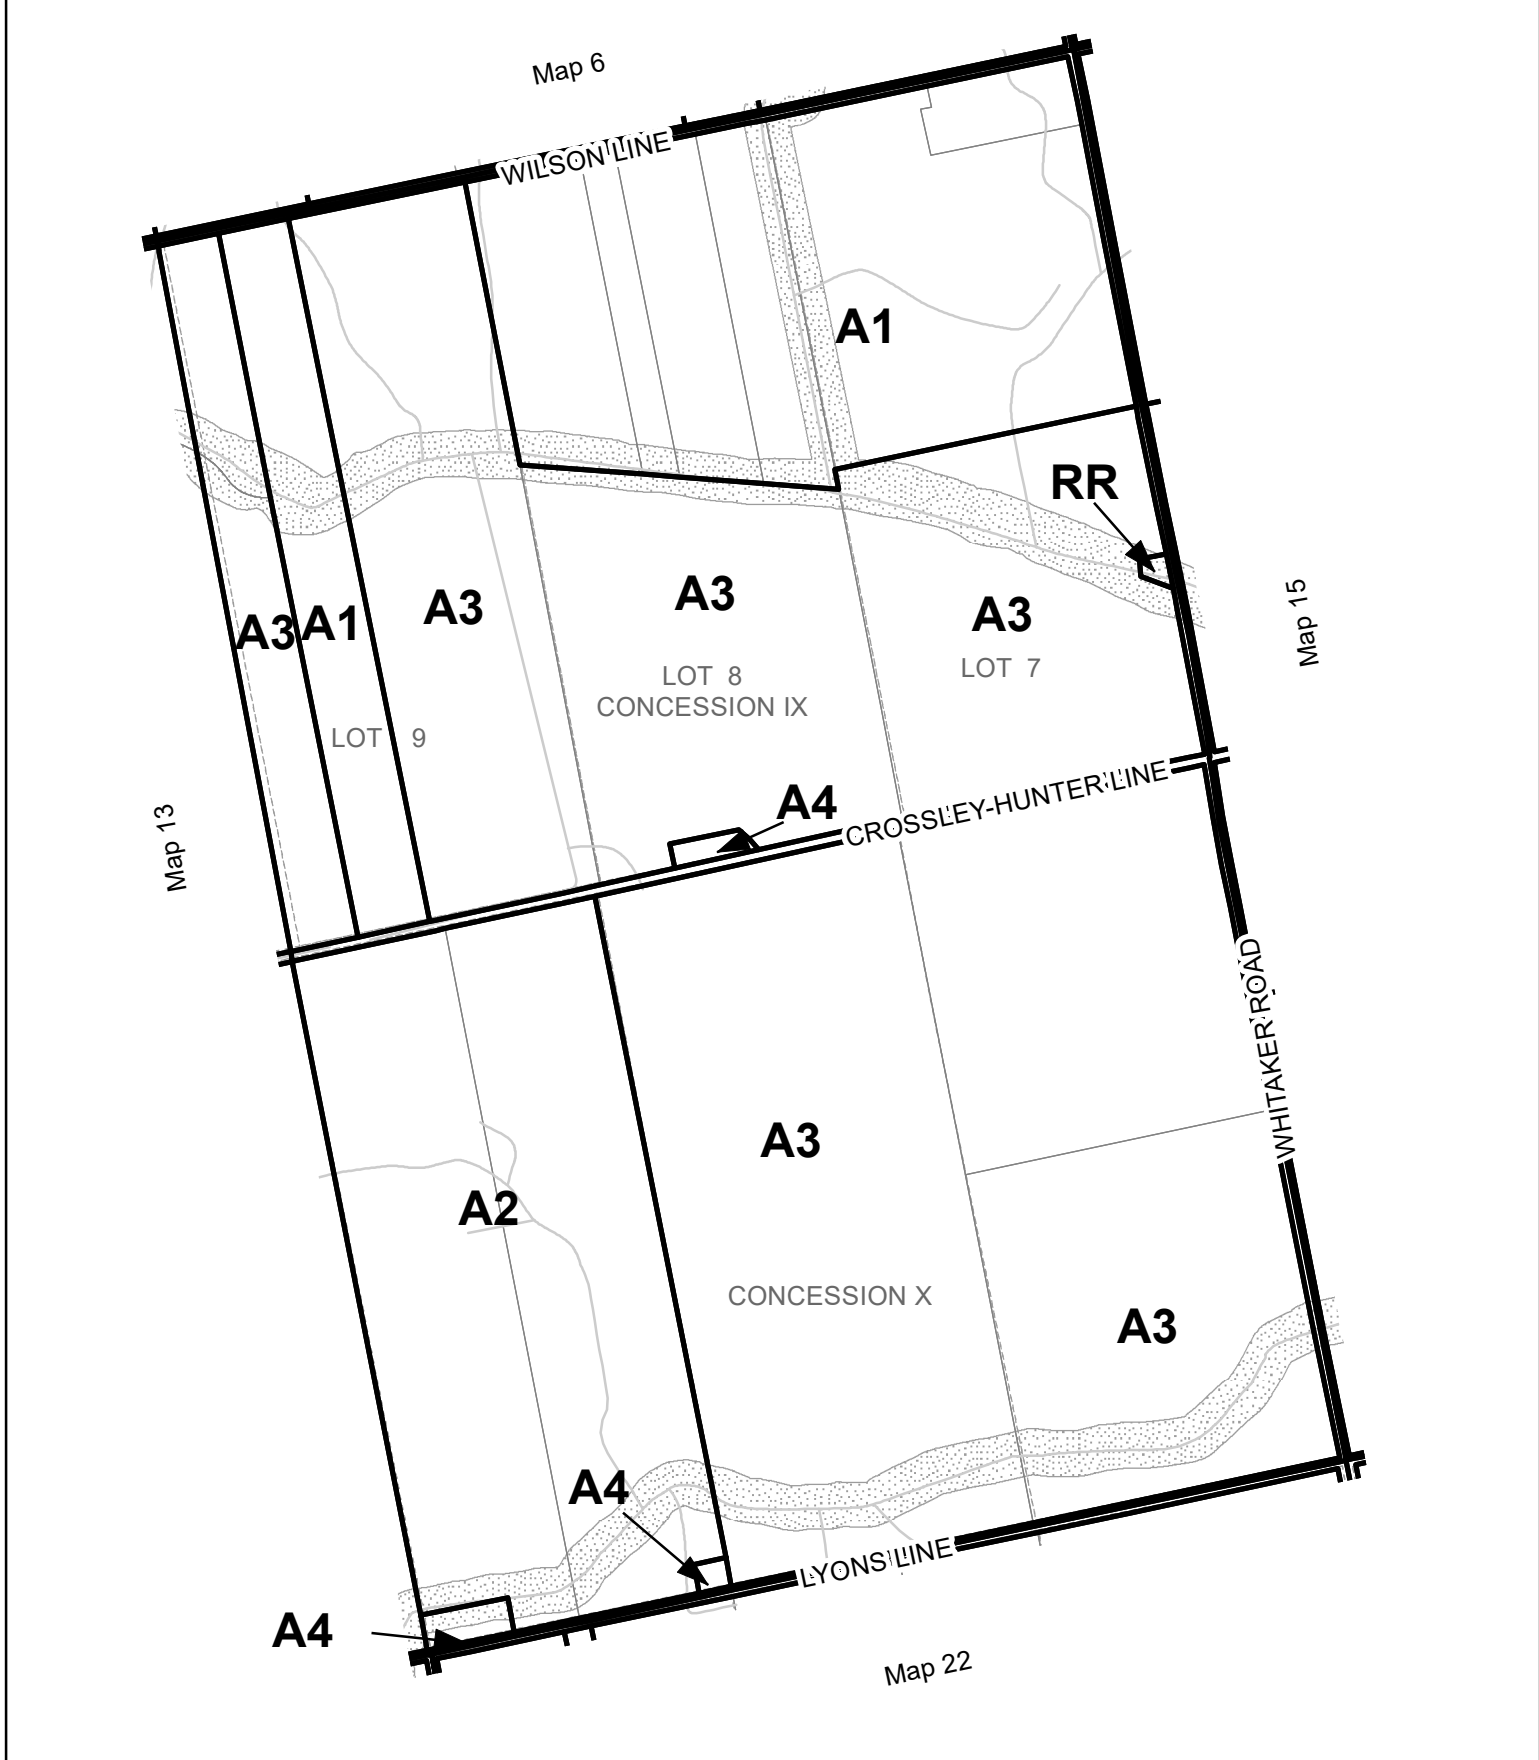 Map 6
WILSON LINE
A1
RR
A3
A1
A3
A3
A3
LOT 8
CONCESSION IX
LOT 7
LOT 9
Map 15
Map 13
A4
CROSSLEY-HUNTER LINE
WHITAKER ROAD
A3
A2
CONCESSION X
A3
A4
LYONS LINE
A4
Map 22